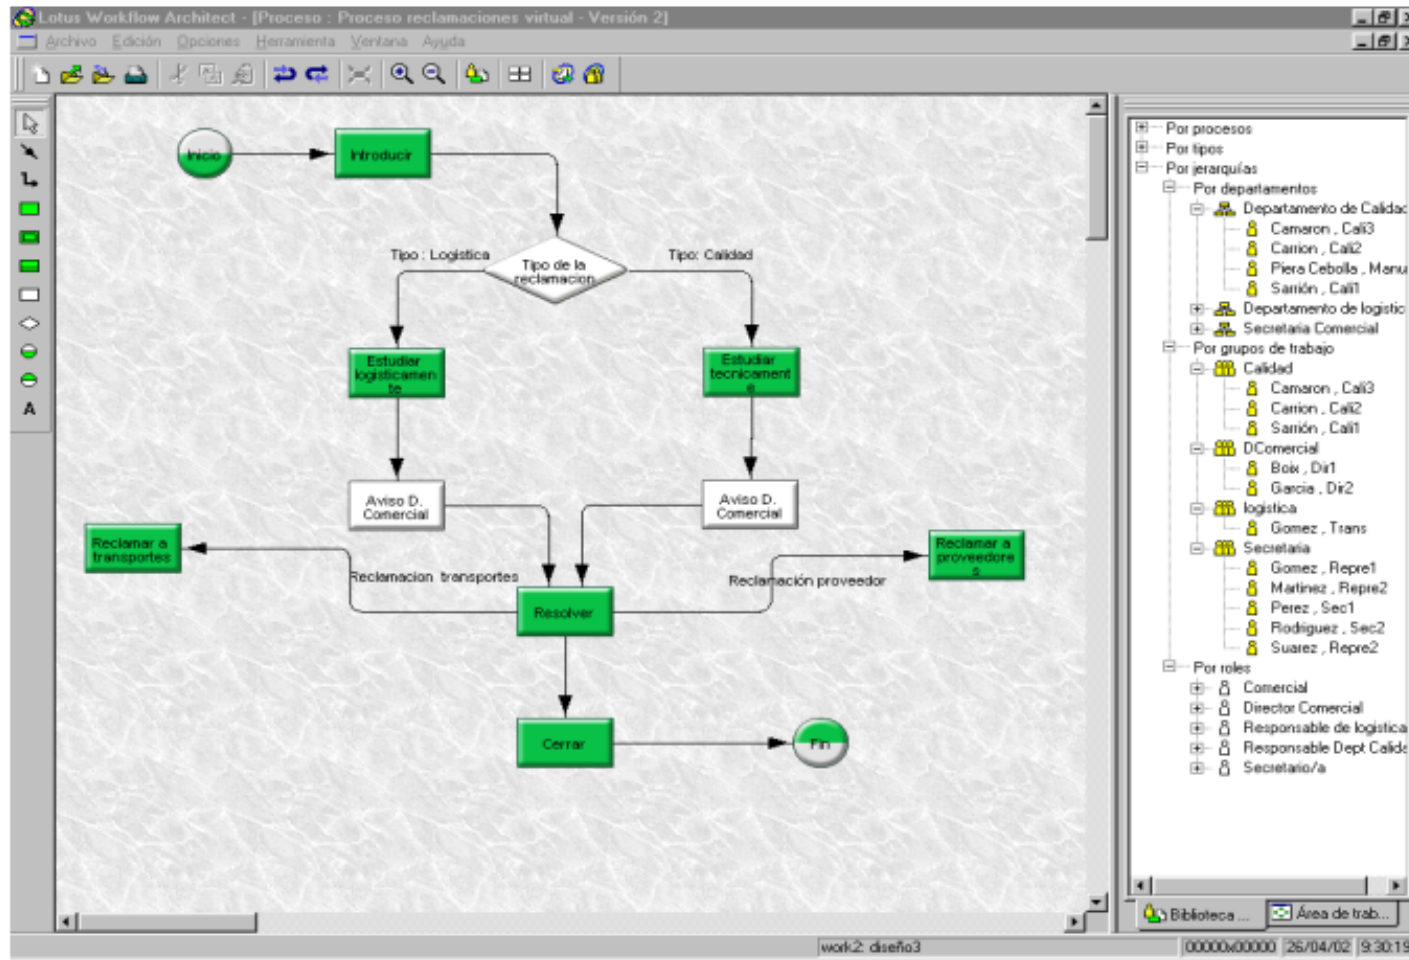 Lotus Workflow Architect - [Proceso : Proceso reclamaciones virtual - Versión 2]
Archivo Edición Opciones Herramienta Ventana Ayuda
Inicio
Introducir
Tipo : Logística
Tipo de la
reclamacion
Tipo: Calidad
Estudiar
logisticamen
te
Estudiar
tecnicament
e
Aviso D.
Comercial
Aviso D.
Comercial
Reclamar a
transportes
Reclamacion transportes
Reclamación proveedor
Reclamar a
proveedore
s
Resolver
Cerrar
Fin
A
Por procesos
Por tipos
Por jerarquías
Por departamentos
Departamento de Calidac
Camaron , Cali3
Carrion , Cali2
Piera Cebolla , Manu
Sarrión , Cali1
Departamento de logistic
Secretaria Comercial
Por grupos de trabajo
Calidad
Camaron , Cali3
Carrion , Cali2
Sarrión , Cali1
DComercial
Boix , Dir1
Garcia , Dir2
logistica
Gomez , Trans
Secretaria
Gomez , Repre1
Martinez , Repre2
Perez , Sec1
Rodriguez , Sec2
Suarez , Repre2
Por roles
Comercial
Director Comercial
Responsable de logistica
Responsable Dept Calida
Secretario/a
Biblioteca ...
Área de trab...
work2: diseño3
00000x00000 26/04/02 9:30:19